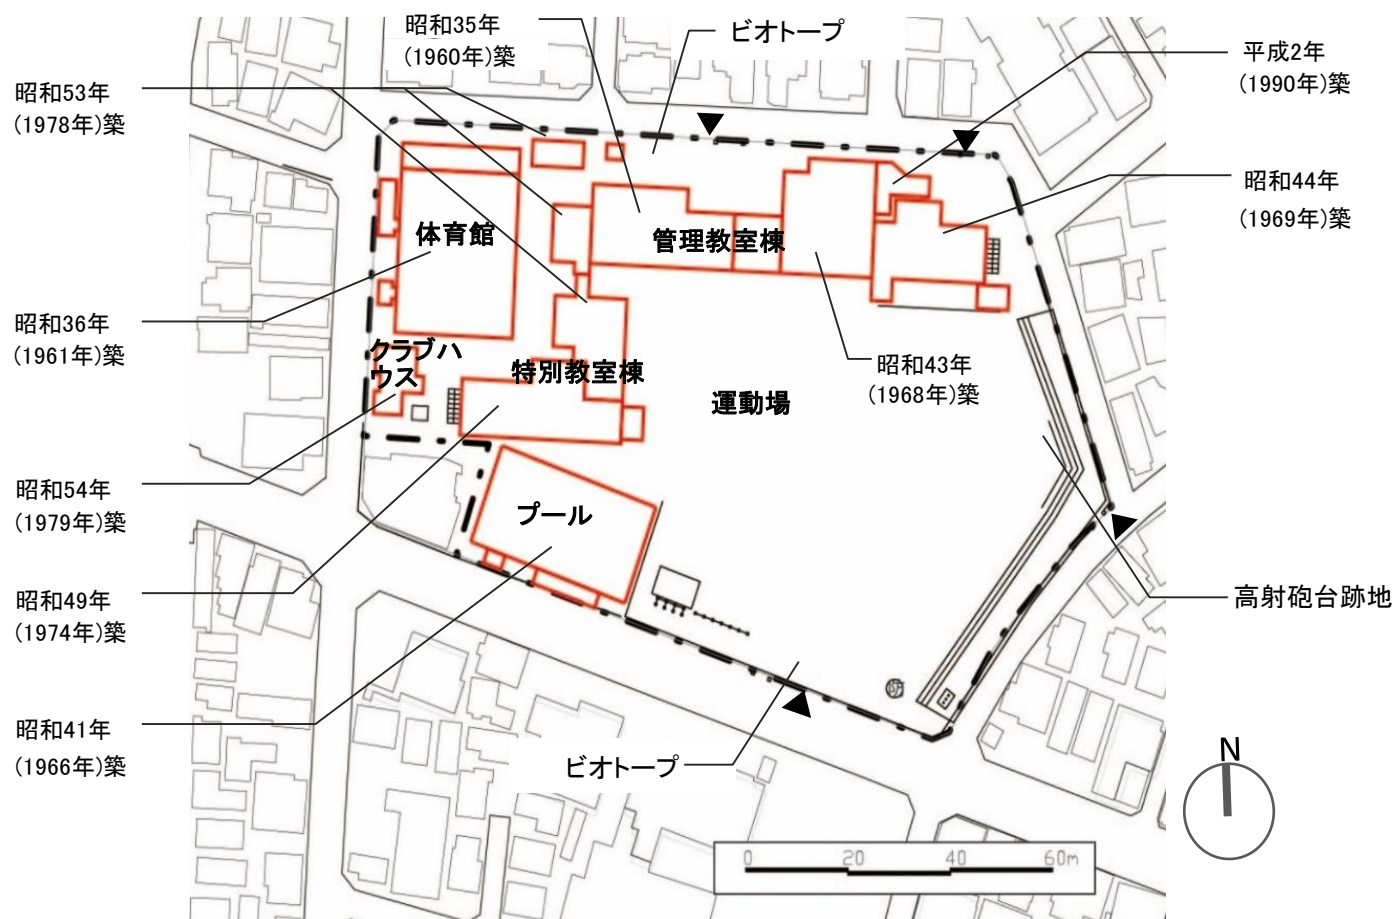 昭和35年
(1960年)築
ビオトープ
平成2年
(1990年)築
昭和53年
(1978年)築
昭和44年
(1969年)築
体育館
管理教室棟
昭和36年
(1961年)築
クラブハ
ウス
特別教室棟
昭和43年
(1968年)築
運動場
昭和54年
(1979年)築
プール
昭和49年
(1974年)築
高射砲台跡地
昭和41年
(1966年)築
ビオトープ
N
0 20 40 60m